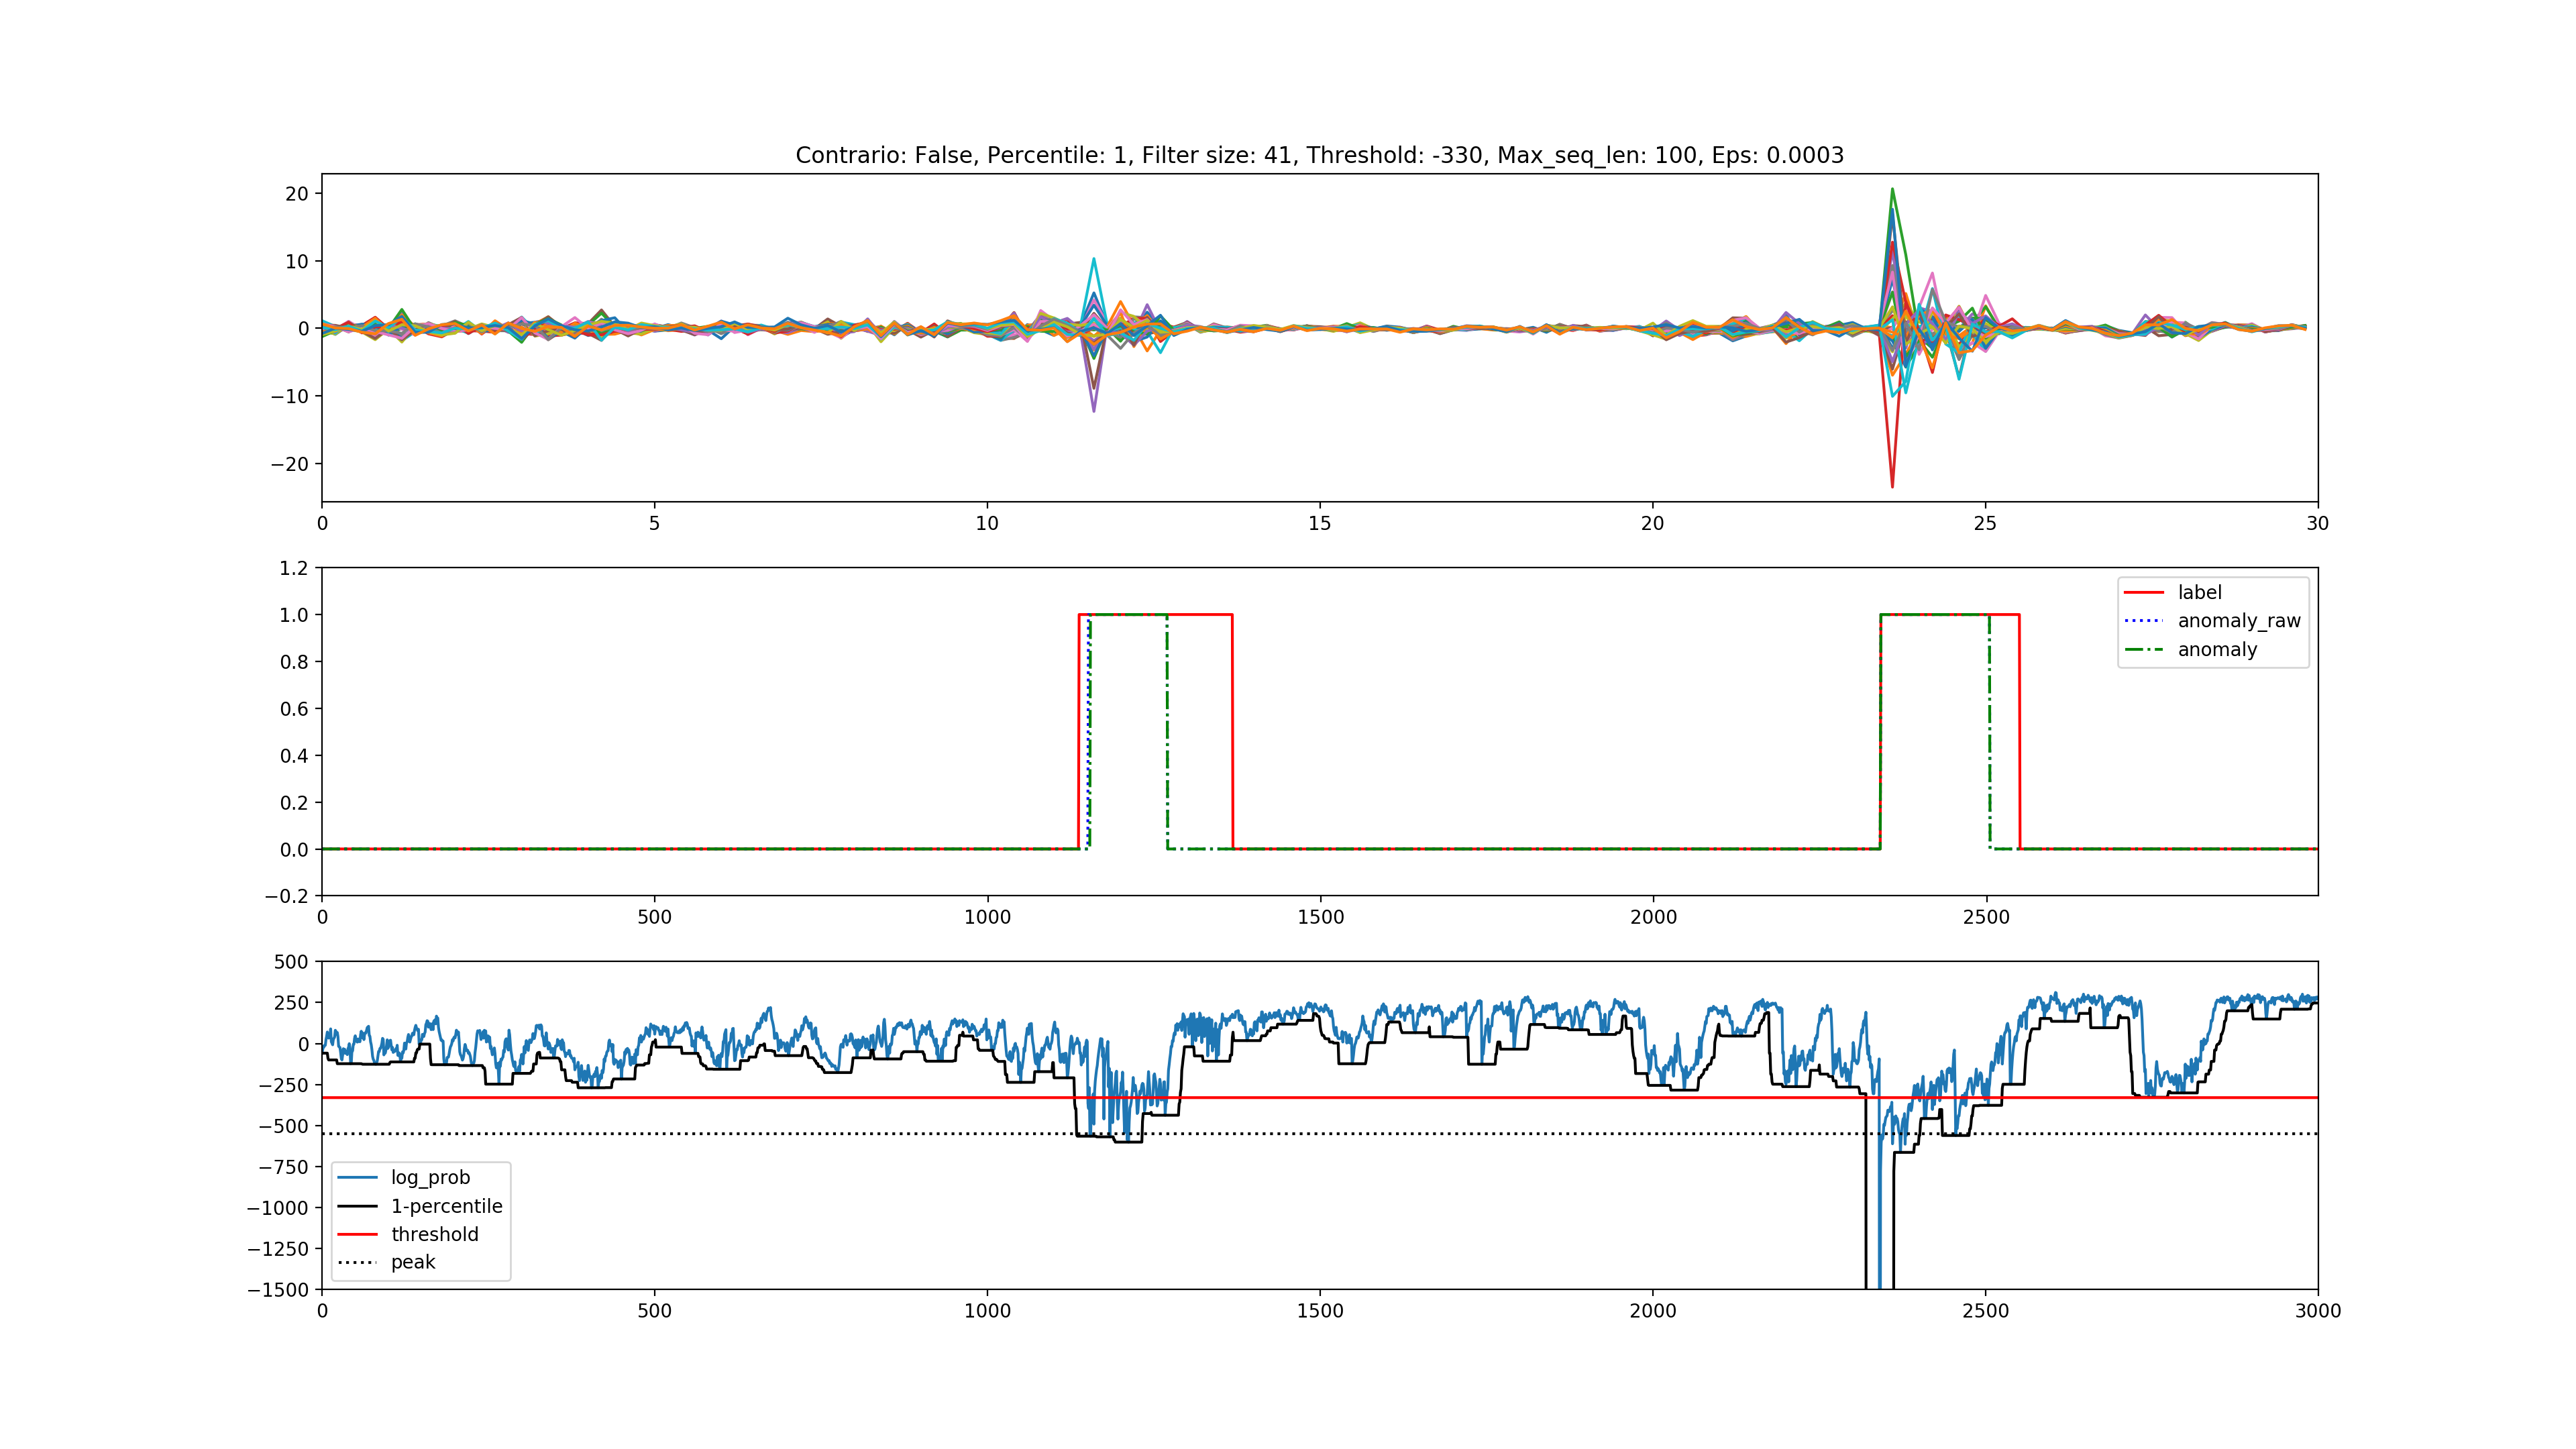 Contrario: False, Percentile: 1, Filter size: 41, Threshold: -330, Max_seq_len: 100, Eps: 0.0003
20
10
0
−10
−20
0 5 10 15 20 25 30
1.2
1.0
0.8
0.6
0.4
0.2
0.0
−0.2
label
anomaly_raw
anomaly
0 500 1000 1500 2000 2500
500
250
0
−250
−500
−750
−1000
−1250
−1500
log_prob
1-percentile
threshold
peak
0 500 1000 1500 2000 2500 3000